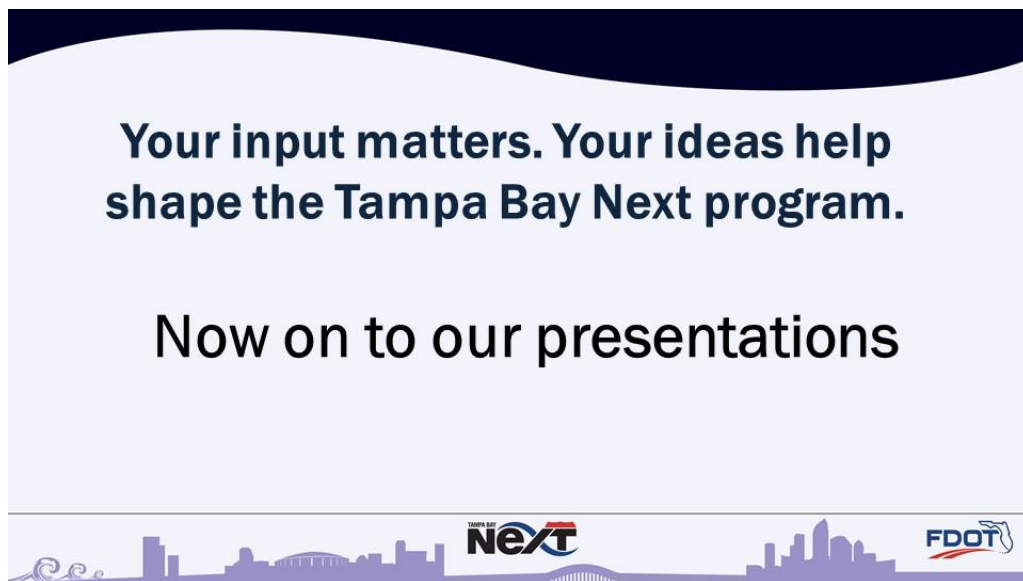 Your input matters. Your ideas help
shape the Tampa Bay Next program.
Now on to our presentations
TAMPA BAY
NEXT
FDOT